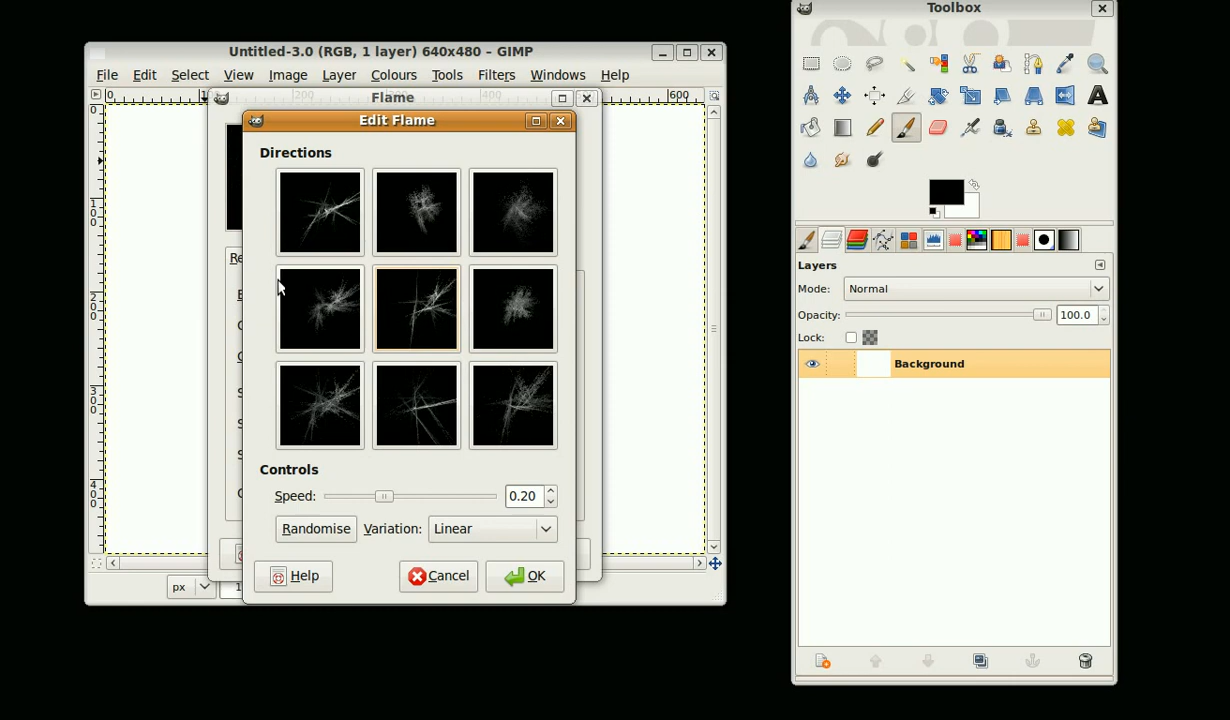 Toolbox
Untitled-3.0 (RGB, 1 layer) 640x480 – GIMP
File Edit Select View Image Layer Colours Tools Filters Windows Help
Flame
Edit Flame
Directions
Re
Controls
Speed: 0.20
Randomise Variation: Linear
Help Cancel OK
px
Layers
Mode: Normal
Opacity: 100.0
Lock:
Background